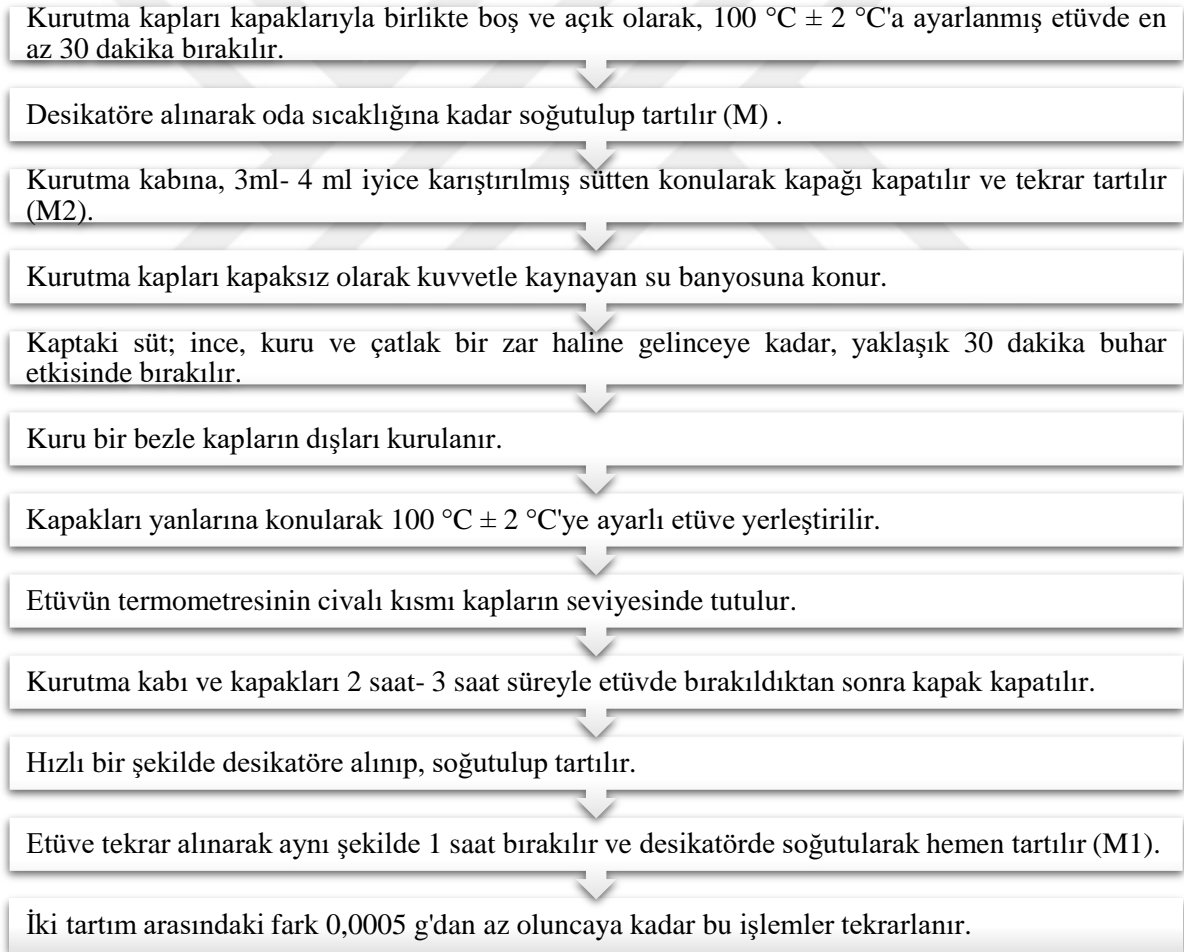 Kurutma kapları kapaklarıyla birlikte boş ve açık olarak, 100 °C ± 2 °C'a ayarlanmış etüvde en
az 30 dakika bırakılır.
Desikatöre alınarak oda sıcaklığına kadar soğutulup tartılır (M) .
Kurutma kabına, 3ml- 4 ml iyice karıştırılmış sütten konularak kapağı kapatılır ve tekrar tartılır
(M2).
Kurutma kapları kapaksız olarak kuvvetle kaynayan su banyosuna konur.
Kaptaki süt; ince, kuru ve çatlak bir zar haline gelinceye kadar, yaklaşık 30 dakika buhar
etkisinde bırakılır.
Kuru bir bezle kapların dışları kurulanır.
Kapakları yanlarına konularak 100 °C ± 2 °C'ye ayarlı etüve yerleştirilir.
Etüvün termometresinin civalı kısmı kapların seviyesinde tutulur.
Kurutma kabı ve kapakları 2 saat- 3 saat süreyle etüvde bırakıldıktan sonra kapak kapatılır.
Hızlı bir şekilde desikatöre alınıp, soğutulup tartılır.
Etüve tekrar alınarak aynı şekilde 1 saat bırakılır ve desikatörde soğutularak hemen tartılır (M1).
İki tartım arasındaki fark 0,0005 g'dan az oluncaya kadar bu işlemler tekrarlanır.